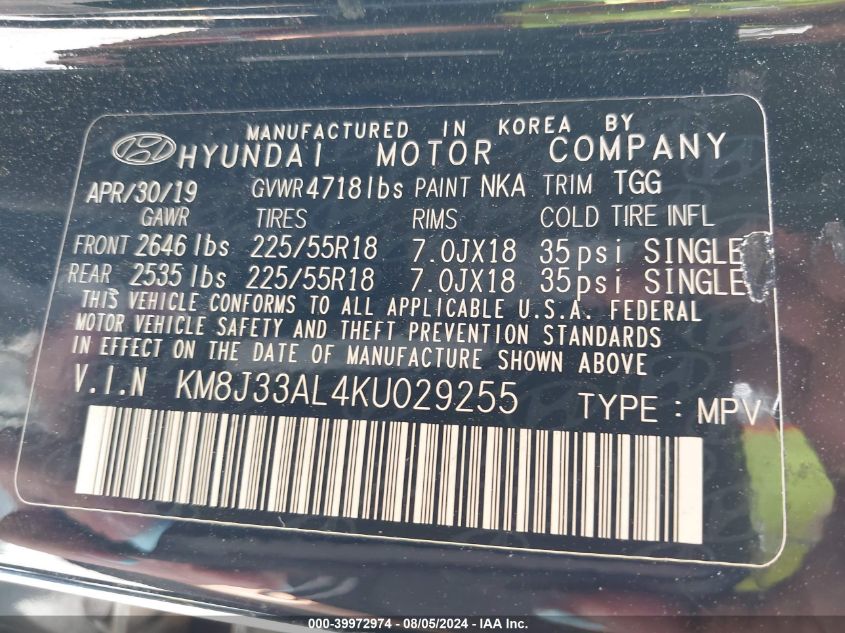 MANUFACTURED IN KOREA BY
HYUNDAI MOTOR COMPANY
APR/30/19 GVWR 4718 lbs PAINT NKA TRIM TGG
GAWR TIRES RIMS COLD TIRE INFL
FRONT 2646 lbs 225/55R18 7.0JX18 35psi SINGLE
REAR 2535 lbs 225/55R18 7.0JX18 35psi SINGLE
THIS VEHICLE CONFORMS TO ALL APPLICABLE U.S.A. FEDERAL
MOTOR VEHICLE SAFETY AND THEFT PREVENTION STANDARDS
IN EFFECT ON THE DATE OF MANUFACTURE SHOWN ABOVE
V.I.N KM8J33AL4KU029255 TYPE : MPV
000-39972974 - 08/05/2024 - COPYRIGHT © IAA, INC.